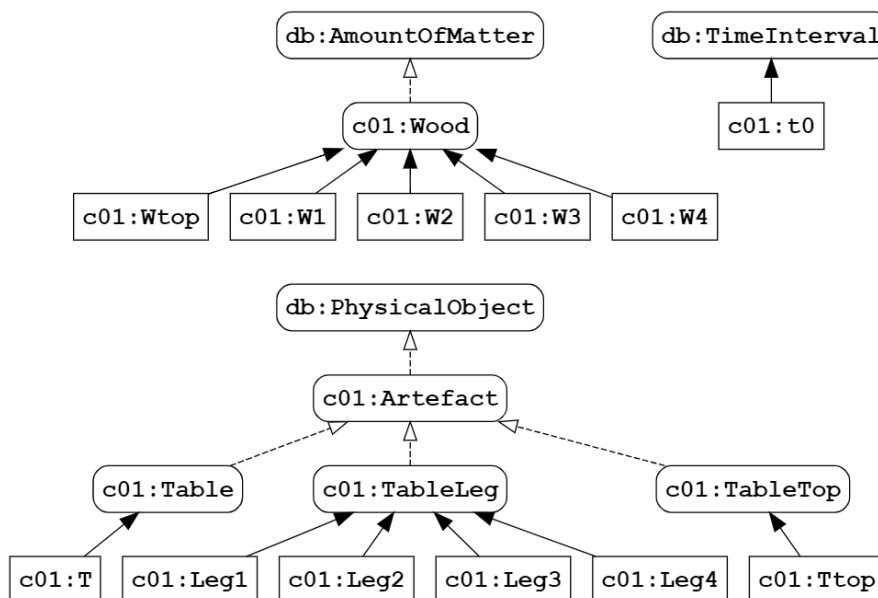 db:AmountOfMatter db:TimeInterval
c01:Wood c01:t0
c01:Wtop c01:W1 c01:W2 c01:W3 c01:W4
db:PhysicalObject
c01:Artefact
c01:Table c01:TableLeg c01:TableTop
c01:T c01:Leg1 c01:Leg2 c01:Leg3 c01:Leg4 c01:Ttop